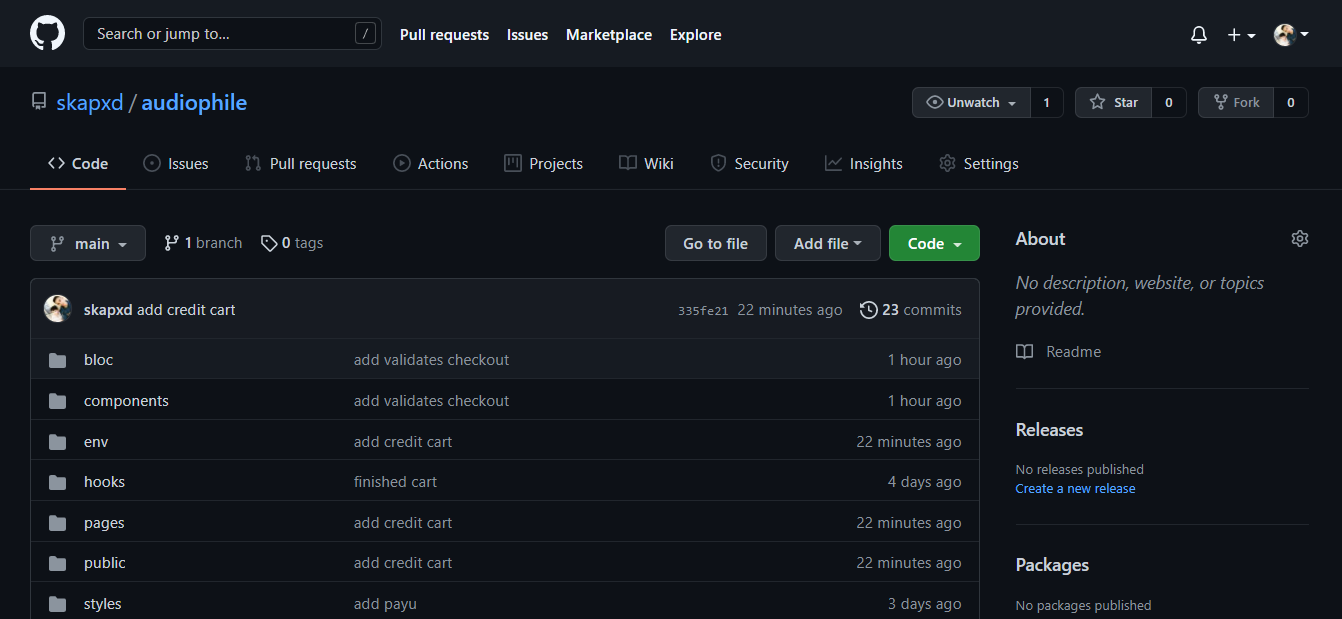 Search or jump to... / Pull requests Issues Marketplace Explore
skapxd / audiophile Unwatch 1 Star 0 Fork 0
Code Issues Pull requests Actions Projects Wiki Security Insights Settings
main 1 branch 0 tags Go to file Add file Code
skapxd add credit cart 335fe21 22 minutes ago 23 commits
bloc add validates checkout 1 hour ago
components add validates checkout 1 hour ago
env add credit cart 22 minutes ago
hooks finished cart 4 days ago
pages add credit cart 22 minutes ago
public add credit cart 22 minutes ago
styles add payu 3 days ago
About
No description, website, or topics
provided.
Readme
Releases
No releases published
Create a new release
Packages
No packages published